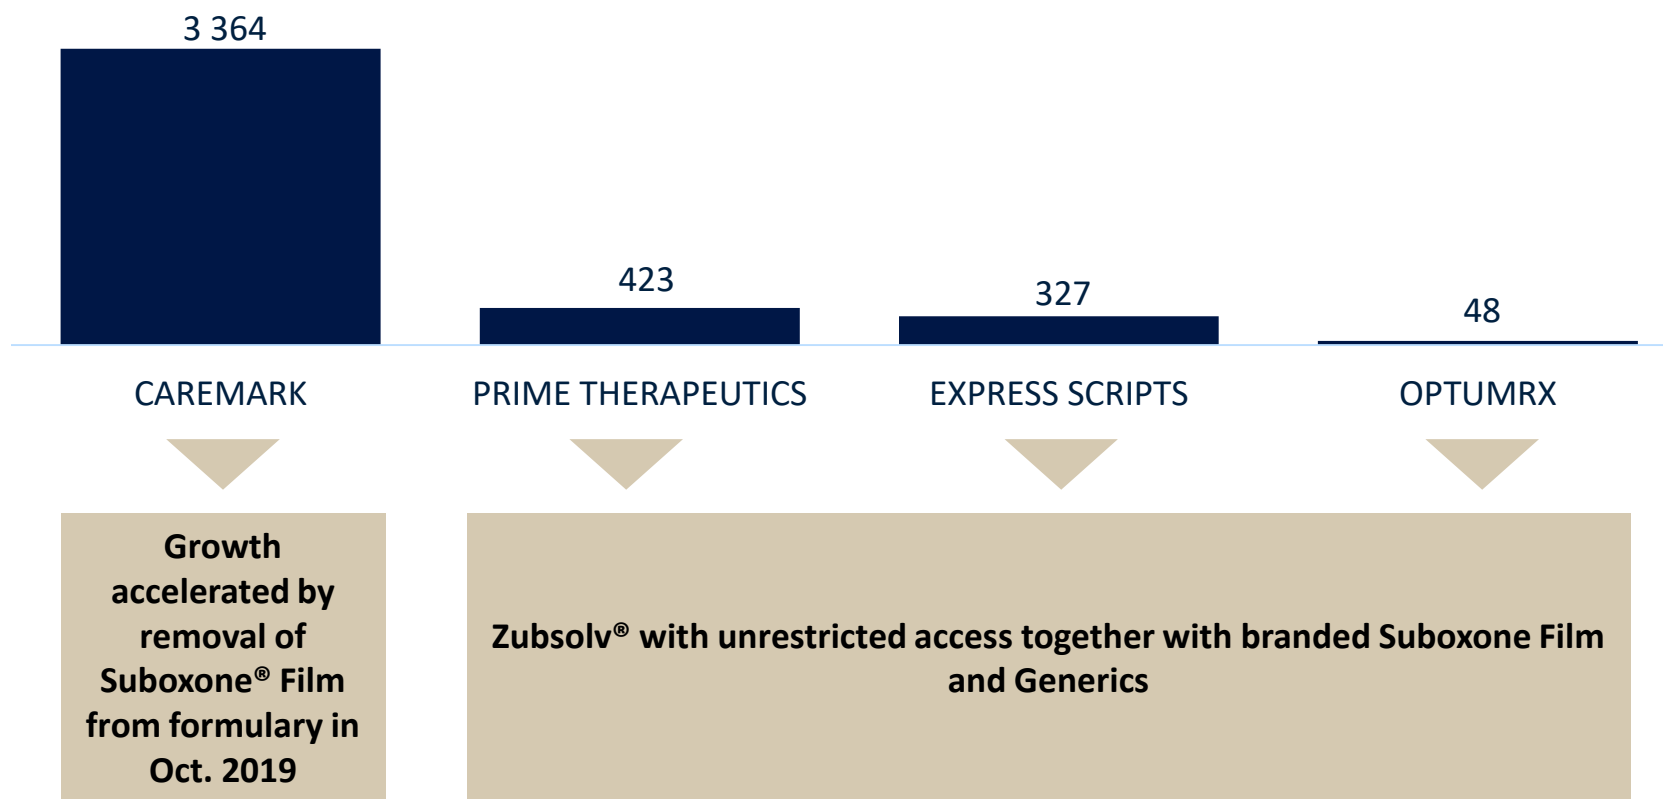 3 364
423
327
48
CAREMARK
PRIME THERAPEUTICS
EXPRESS SCRIPTS
OPTUMRX
Growth
accelerated by
removal of
Suboxone® Film
from formulary in
Oct. 2019
Zubsolv® with unrestricted access together with branded Suboxone Film
and Generics